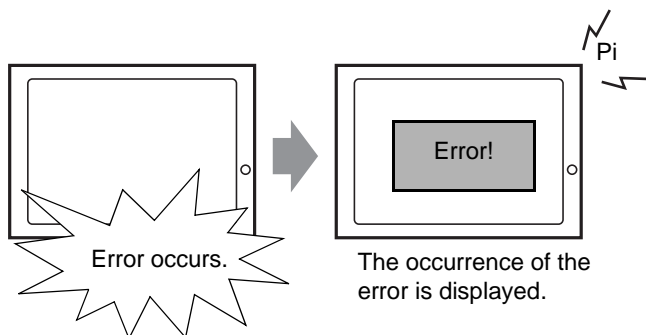 Pi
Error!
Error occurs.
The occurrence of the
error is displayed.